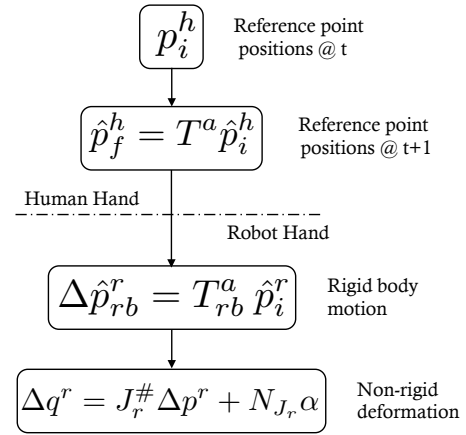 $p_i^h$
Reference point
positions @ t
$\hat{p}_f^h = T^a \hat{p}_i^h$
Reference point
positions @ t+1
Human Hand
Robot Hand
$\Delta \hat{p}_{rb}^r = T_{rb}^a \, \hat{p}_i^r$
Rigid body
motion
$\Delta q^r = J_r^{\#} \Delta p^r + N_{J_r} \alpha$
Non-rigid
deformation